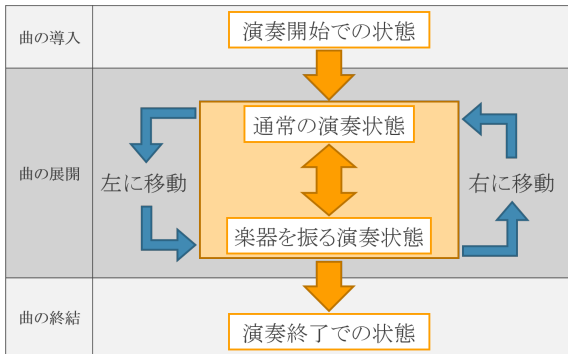 曲の導入
演奏開始での状態
曲の展開
通常の演奏状態
左に移動
右に移動
楽器を振る演奏状態
曲の終結
演奏終了での状態